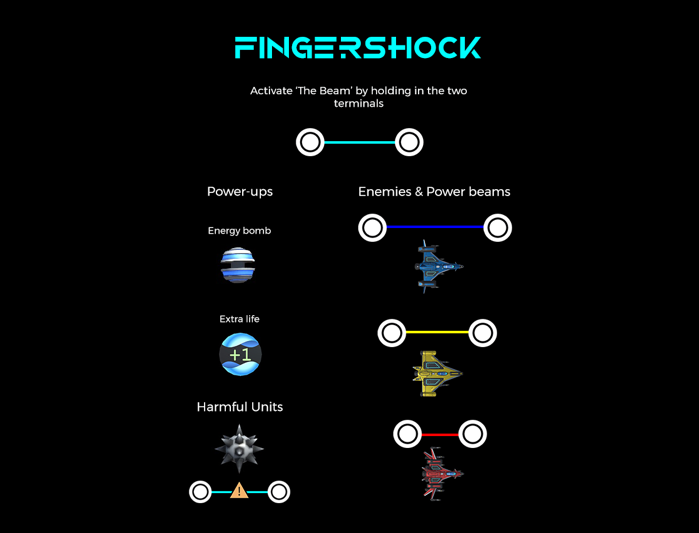 FINGERSHOCK
Activate 'The Beam' by holding in the two
terminals
Power-ups
Enemies & Power beams
Energy bomb
Extra life
+1
Harmful Units
!